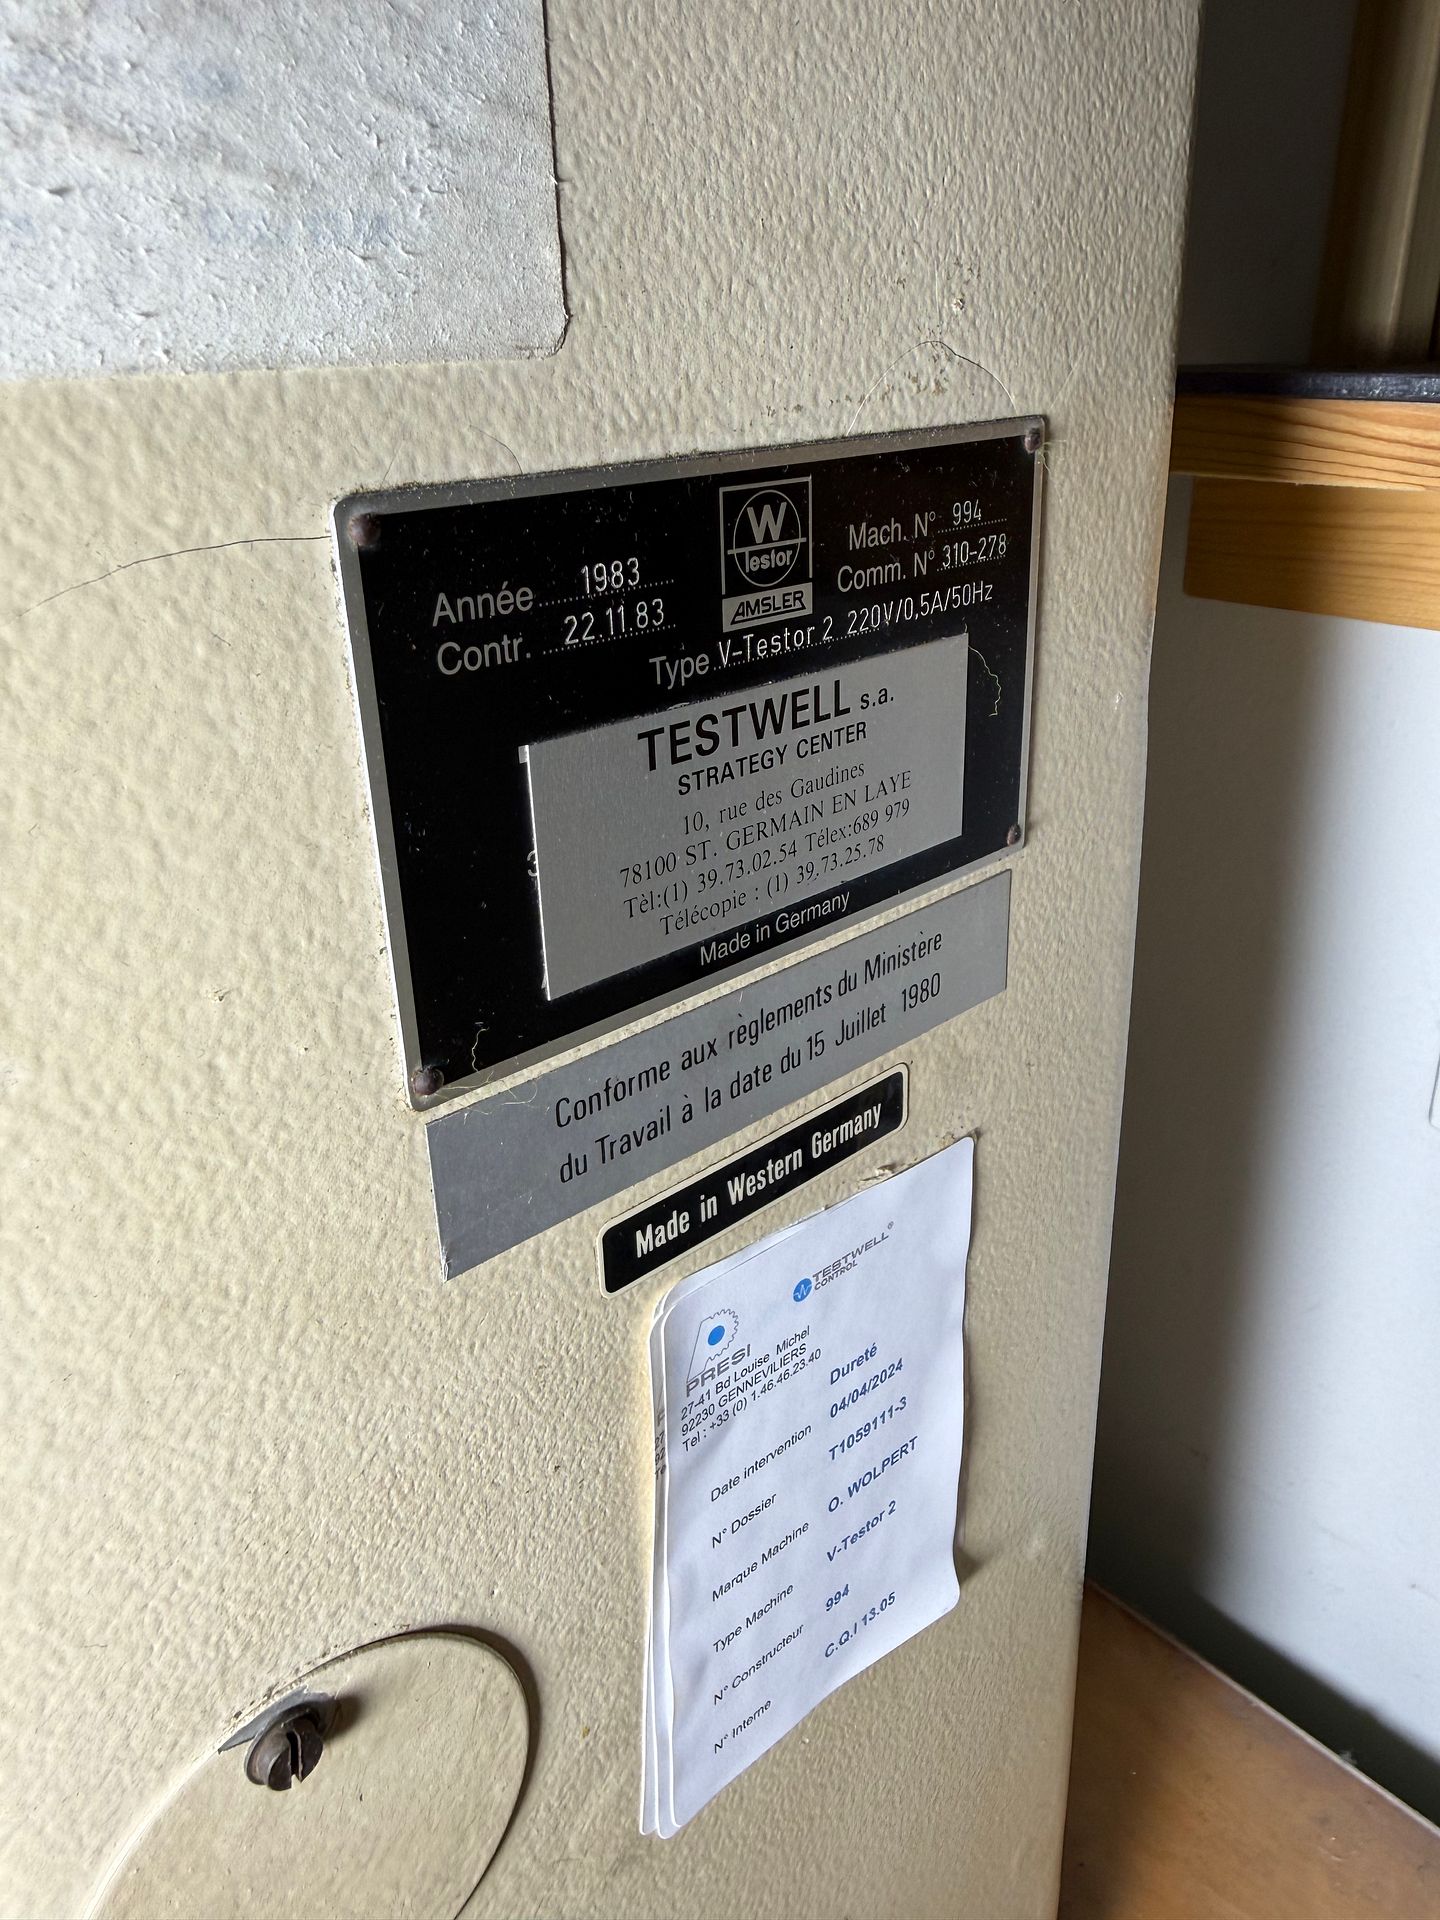 Année 1983
Contr. 22.11.83
W
Testor
AMSLER
Mach. N° 994
Comm. N° 310-278
Type V-Testor 2 220V/0,5A/50Hz
TESTWELL s.a.
STRATEGY CENTER
10, rue des Gaudines
78100 ST. GERMAIN EN LAYE
Tèl:(1) 39.73.02.54 Télex:689 979
Télécopie : (1) 39.73.25.78
Made in Germany
Conforme aux règlements du Ministère
du Travail à la date du 15 Juillet 1980
Made in Western Germany
TESTWELL®
CONTROL
PRESI
27-41 Bd Louise Michel
92230 GENNEVILIERS
Tel : +33 (0) 1.46.46.23.40
Dureté
Date intervention 04/04/2024
N° Dossier T1059111-3
Marque Machine O. WOLPERT
Type Machine V-Testor 2
N° Constructeur 994
N° Interne C.Q.I 13.05